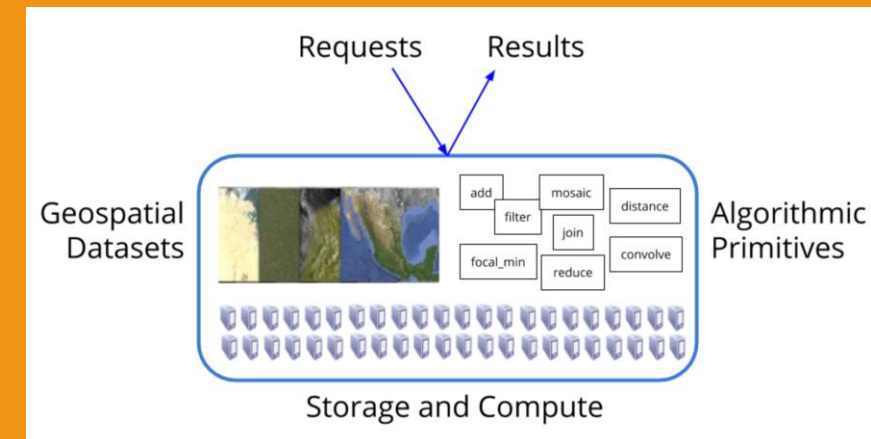 Requests
Results
Geospatial
Datasets
add
mosaic
filter
distance
join
focal_min
reduce
convolve
Algorithmic
Primitives
Storage and Compute